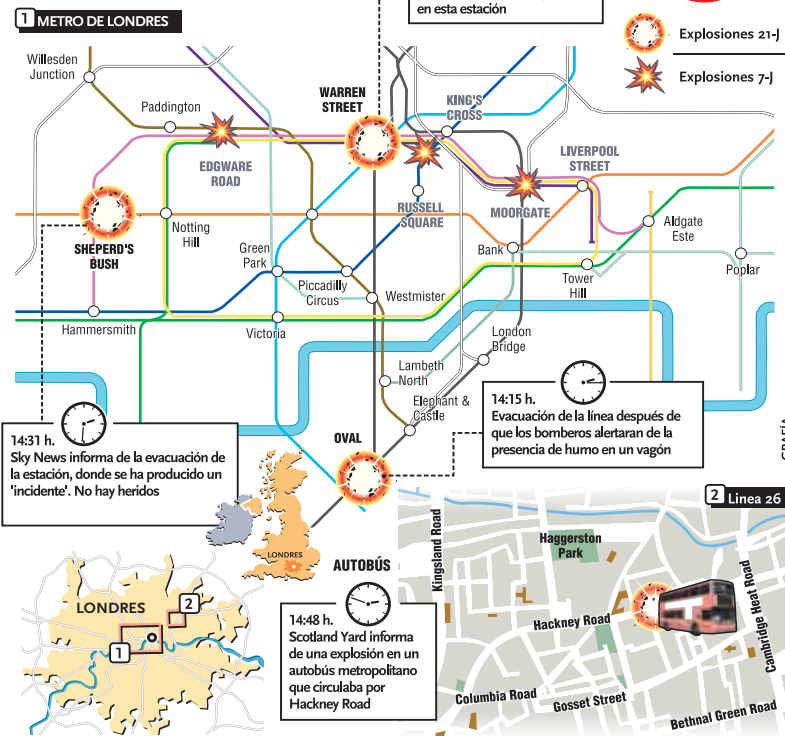 1 METRO DE LONDRES
en esta estación
Explosiones 21-J
Explosiones 7-J
Willesden
Junction
Paddington
WARREN
STREET
KING'S
CROSS
LIVERPOOL
STREET
EDGWARE
ROAD
RUSSELL
SQUARE
MOORGATE
SHEPERD'S
BUSH
Notting
Hill
Green
Park
Piccadilly
Circus
Westmister
Bank
Aldgate
Este
Tower
Hill
Poplar
Hammersmith
Victoria
London
Bridge
Lambeth
North
Elephant &
Castle
14:31 h.
Sky News informa de la evacuación de
la estación, donde se ha producido un
'incidente'. No hay heridos
OVAL
14:15 h.
Evacuación de la línea después de
que los bomberos alertaran de la
presencia de humo en un vagón
GRAFÍA
LONDRES
AUTOBÚS
14:48 h.
Scotland Yard informa
de una explosión en un
autobús metropolitano
que circulaba por
Hackney Road
LONDRES
2
1
2 Linea 26
Kingsland Road
Haggerston
Park
Hackney Road
Cambridge Heat Road
Columbia Road
Gosset Street
Bethnal Green Road